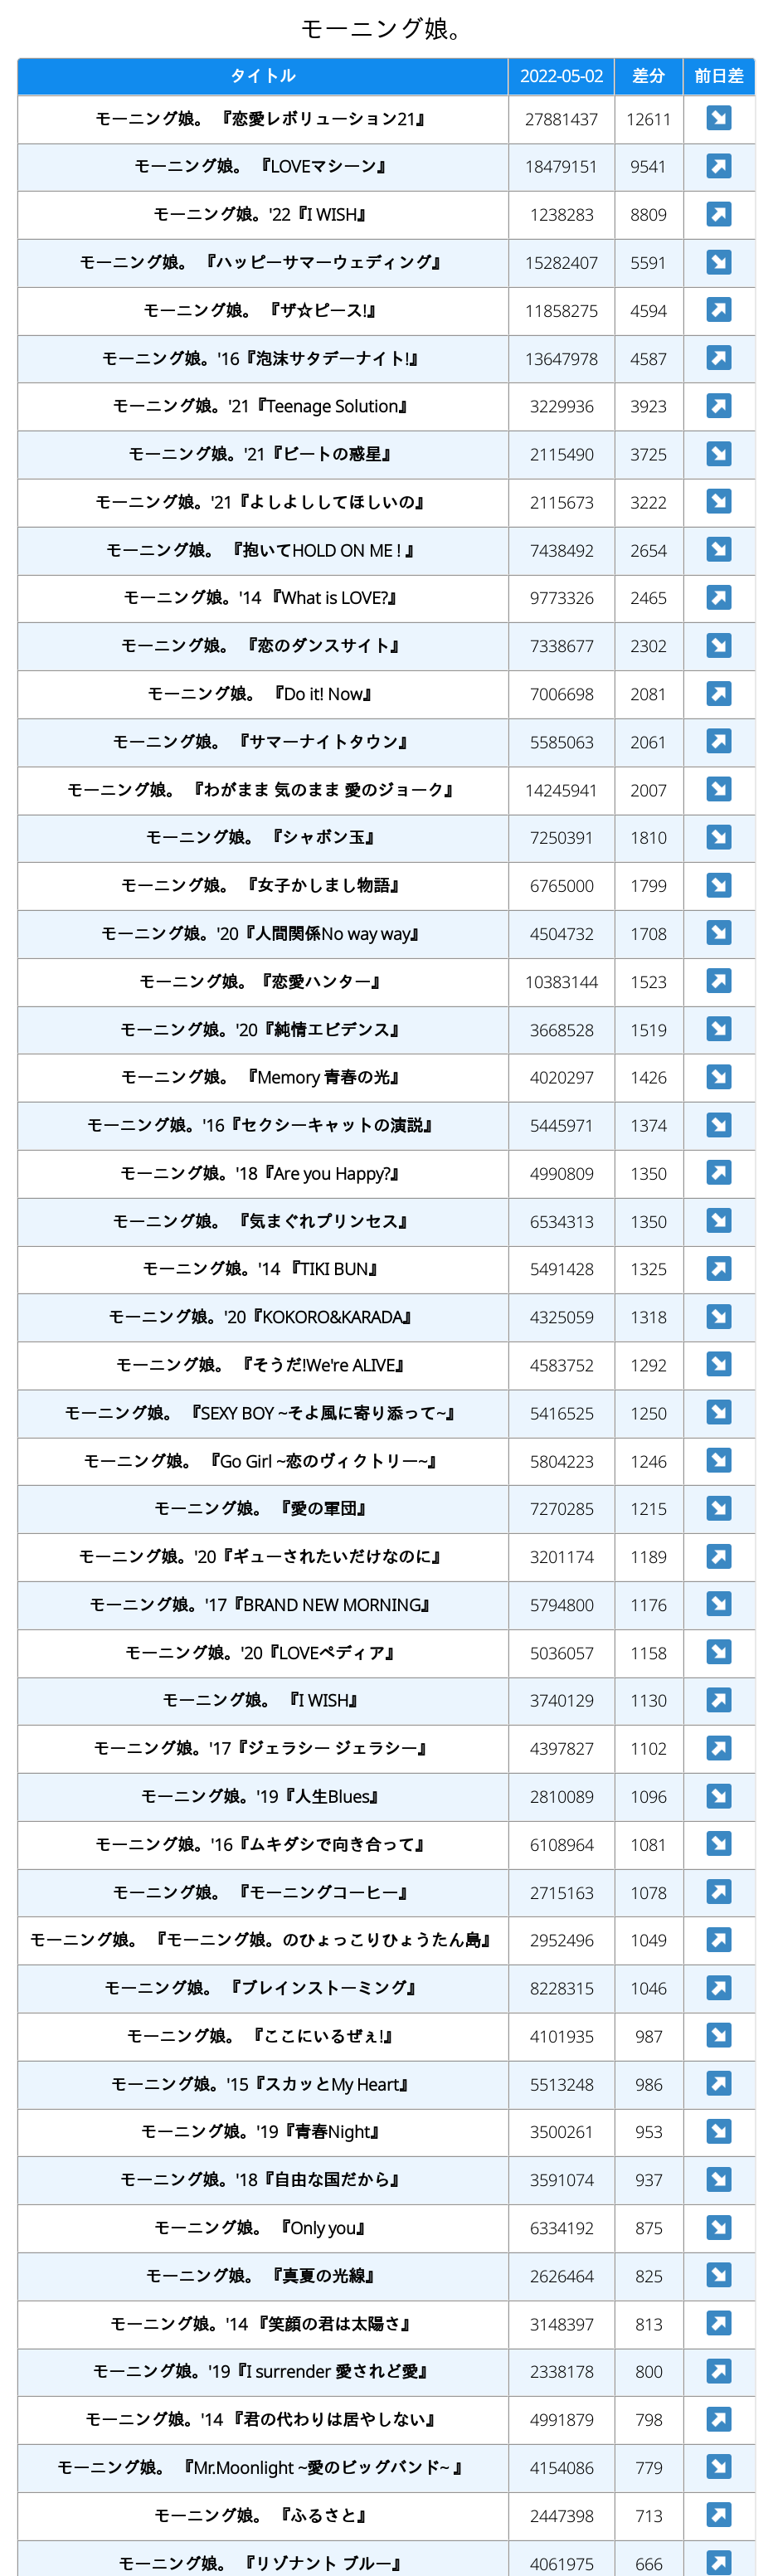 モーニング娘。
タイトル 2022-05-02 差分 前日差
モーニング娘。 『恋愛レボリューション21』 27881437 12611 ↘
モーニング娘。 『LOVEマシーン』 18479151 9541 ↗
モーニング娘。'22『I WISH』 1238283 8809 ↗
モーニング娘。 『ハッピーサマーウェディング』 15282407 5591 ↘
モーニング娘。 『ザ☆ピース!』 11858275 4594 ↗
モーニング娘。'16『泡沫サタデーナイト!』 13647978 4587 ↗
モーニング娘。'21『Teenage Solution』 3229936 3923 ↗
モーニング娘。'21『ビートの惑星』 2115490 3725 ↘
モーニング娘。'21『よしよししてほしいの』 2115673 3222 ↘
モーニング娘。 『抱いてHOLD ON ME ! 』 7438492 2654 ↘
モーニング娘。'14 『What is LOVE?』 9773326 2465 ↗
モーニング娘。 『恋のダンスサイト』 7338677 2302 ↘
モーニング娘。 『Do it! Now』 7006698 2081 ↗
モーニング娘。 『サマーナイトタウン』 5585063 2061 ↗
モーニング娘。 『わがまま 気のまま 愛のジョーク』 14245941 2007 ↘
モーニング娘。 『シャボン玉』 7250391 1810 ↘
モーニング娘。 『女子かしまし物語』 6765000 1799 ↘
モーニング娘。'20『人間関係No way way』 4504732 1708 ↘
モーニング娘。『恋愛ハンター』 10383144 1523 ↗
モーニング娘。'20『純情エビデンス』 3668528 1519 ↘
モーニング娘。 『Memory 青春の光』 4020297 1426 ↘
モーニング娘。'16『セクシーキャットの演説』 5445971 1374 ↘
モーニング娘。'18『Are you Happy?』 4990809 1350 ↗
モーニング娘。 『気まぐれプリンセス』 6534313 1350 ↘
モーニング娘。'14 『TIKI BUN』 5491428 1325 ↗
モーニング娘。'20『KOKORO&KARADA』 4325059 1318 ↘
モーニング娘。 『そうだ!We're ALIVE』 4583752 1292 ↘
モーニング娘。 『SEXY BOY ~そよ風に寄り添って~』 5416525 1250 ↘
モーニング娘。 『Go Girl ~恋のヴィクトリー~』 5804223 1246 ↘
モーニング娘。 『愛の軍団』 7270285 1215 ↘
モーニング娘。'20『ギューされたいだけなのに』 3201174 1189 ↗
モーニング娘。'17『BRAND NEW MORNING』 5794800 1176 ↘
モーニング娘。'20『LOVEペディア』 5036057 1158 ↘
モーニング娘。 『I WISH』 3740129 1130 ↗
モーニング娘。'17『ジェラシー ジェラシー』 4397827 1102 ↗
モーニング娘。'19『人生Blues』 2810089 1096 ↘
モーニング娘。'16『ムキダシで向き合って』 6108964 1081 ↘
モーニング娘。 『モーニングコーヒー』 2715163 1078 ↗
モーニング娘。 『モーニング娘。のひょっこりひょうたん島』 2952496 1049 ↗
モーニング娘。 『ブレインストーミング』 8228315 1046 ↗
モーニング娘。 『ここにいるぜぇ!』 4101935 987 ↘
モーニング娘。'15『スカッとMy Heart』 5513248 986 ↗
モーニング娘。'19『青春Night』 3500261 953 ↘
モーニング娘。'18『自由な国だから』 3591074 937 ↘
モーニング娘。 『Only you』 6334192 875 ↘
モーニング娘。 『真夏の光線』 2626464 825 ↘
モーニング娘。'14 『笑顔の君は太陽さ』 3148397 813 ↗
モーニング娘。'19『I surrender 愛されど愛』 2338178 800 ↗
モーニング娘。'14 『君の代わりは居やしない』 4991879 798 ↗
モーニング娘。 『Mr.Moonlight ~愛のビッグバンド~ 』 4154086 779 ↘
モーニング娘。 『ふるさと』 2447398 713 ↗
モーニング娘。 『リゾナント ブルー』 4061975 666 ↗